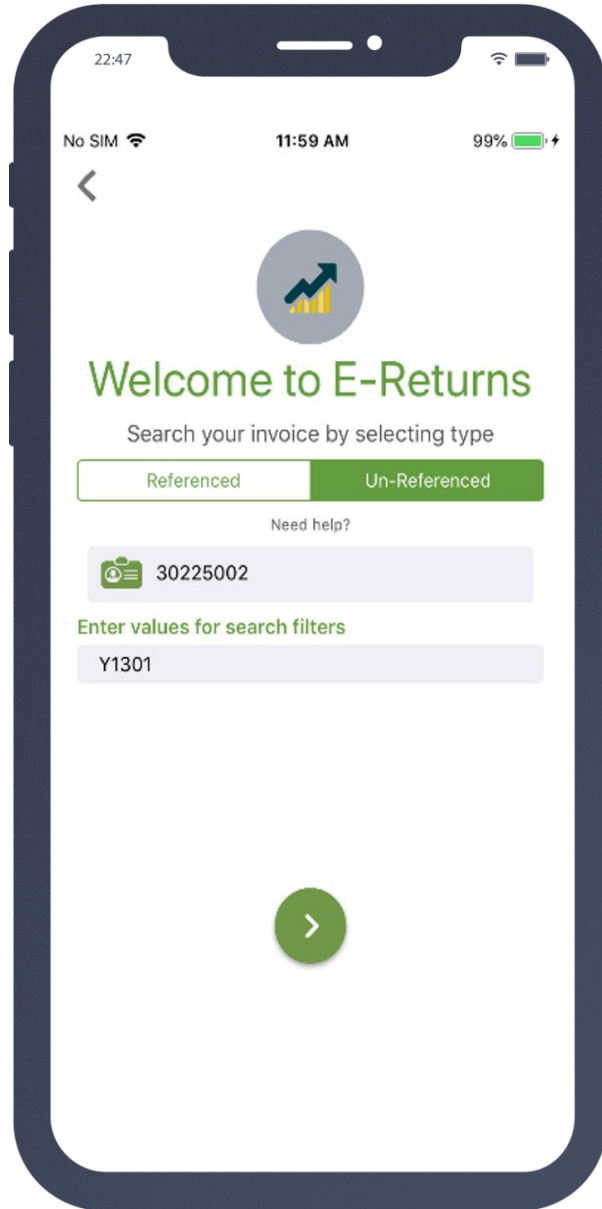 22:47
No SIM 11:59 AM 99%
Welcome to E-Returns
Search your invoice by selecting type
Referenced Un-Referenced
Need help?
30225002
Enter values for search filters
Y1301